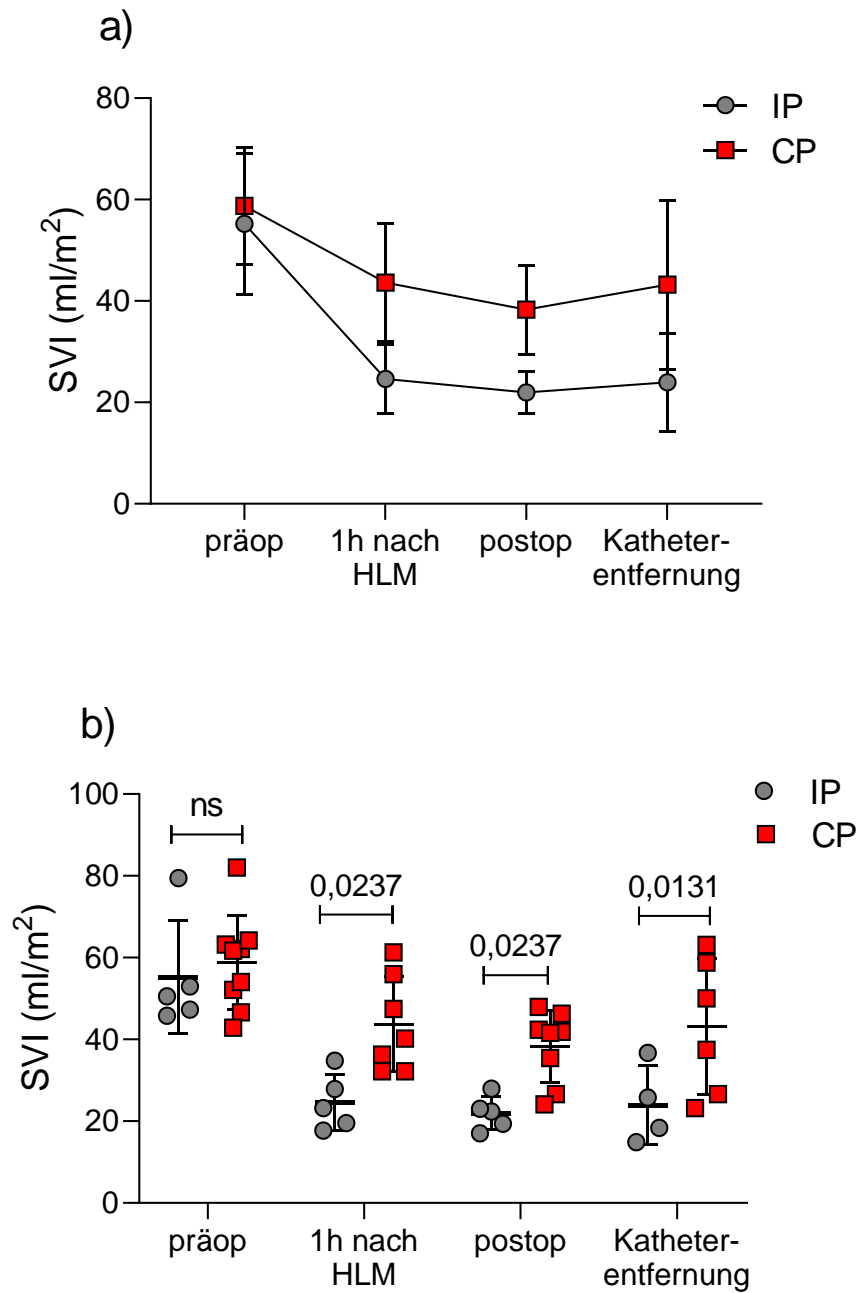 a)
80
60
40
20
0
SVI (ml/m²)
IP
CP
präop
1h nach
HLM
postop
Katheter-
entfernung
b)
100
80
60
40
20
0
SVI (ml/m²)
ns
0,0237
0,0237
0,0131
IP
CP
präop
1h nach
HLM
postop
Katheter-
entfernung